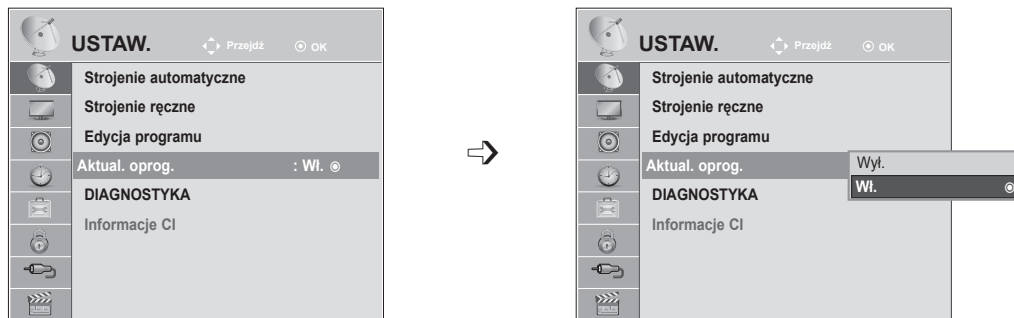 USTAW. Przejdź OK
Strojenie automatyczne
Strojenie ręczne
Edycja programu
Aktual. oprog. : Wł.
DIAGNOSTYKA
Informacje CI
USTAW. Przejdź OK
Strojenie automatyczne
Strojenie ręczne
Edycja programu
Aktual. oprog.
Wył.
Wł.
DIAGNOSTYKA
Informacje CI